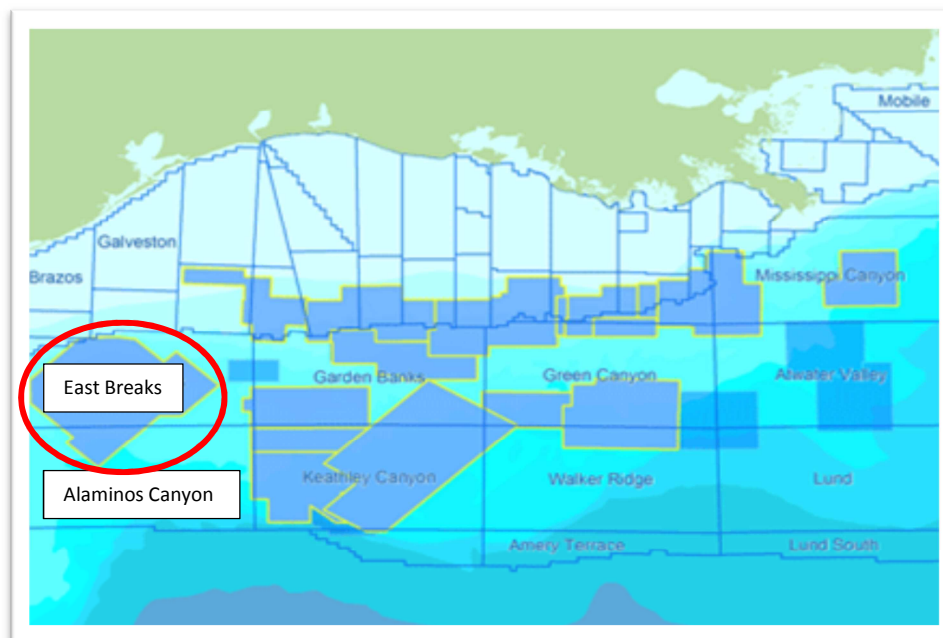 Mobile
Galveston
Brazos
Mississippi Canyon
East Breaks
Garden Banks
Green Canyon
Atwater Valley
Keathley Canyon
Walker Ridge
Lund
Alaminos Canyon
Amery Terrace
Lund South